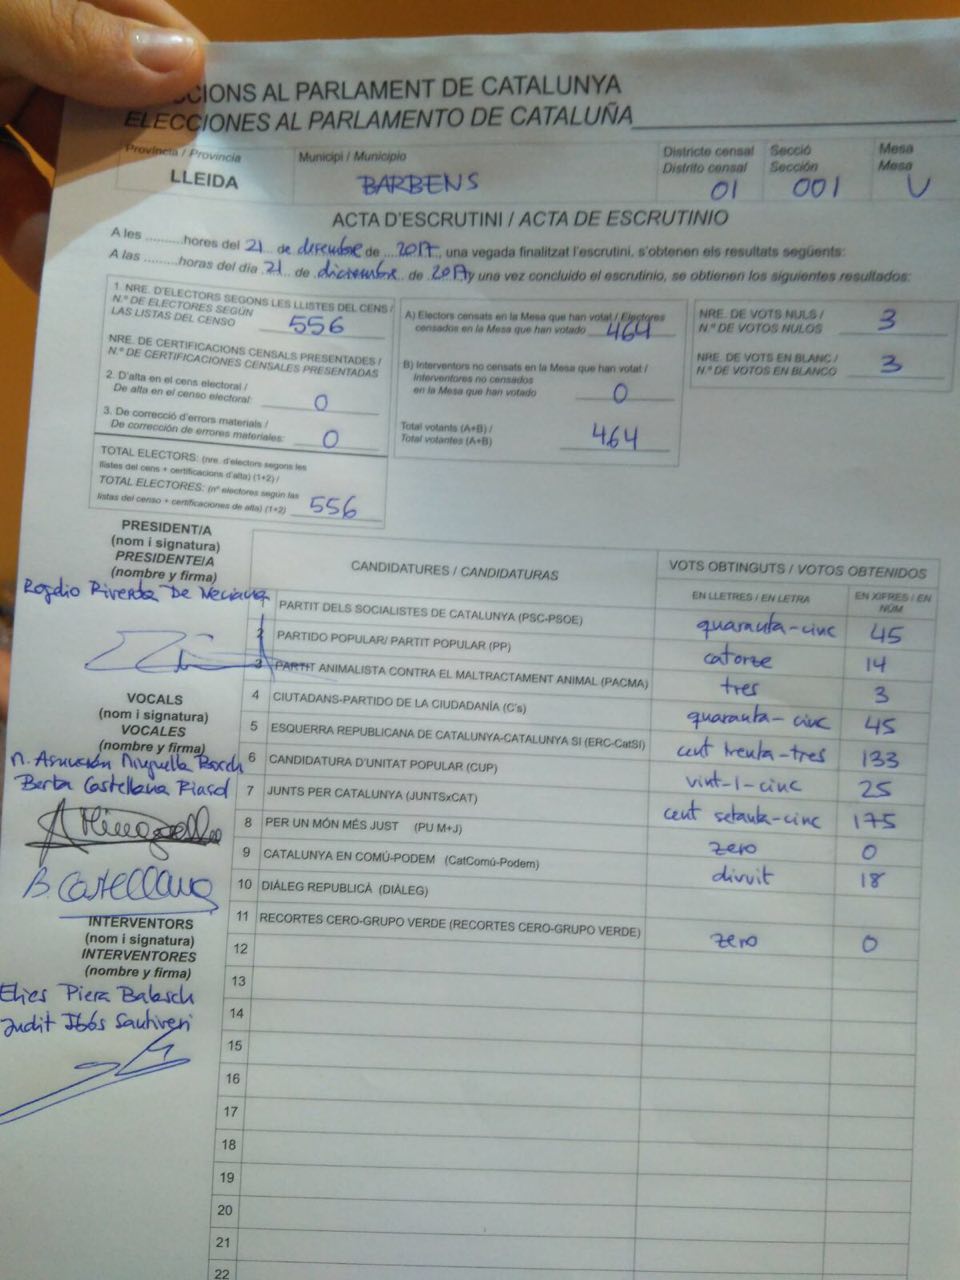 CIONS AL PARLAMENT DE CATALUNYA
ELECCIONES AL PARLAMENTO DE CATALUÑA
Província / Provincia
LLEIDA
Municipi / Municipio
BARBENS
Districte censal
Distrito censal
01
Secció
Sección
001
Mesa
Mesa
U
ACTA D'ESCRUTINI / ACTA DE ESCRUTINIO
A les .........hores del 21 de desembre de 2017, una vegada finalitzat l'escrutini, s'obtenen els resultats següents:
A las .........horas del día 21 de diciembre de 2017 y una vez concluido el escrutinio, se obtienen los siguientes resultados:
1. NRE. D'ELECTORS SEGONS LES LLISTES DEL CENS /
N.º DE ELECTORES SEGÚN
LAS LISTAS DEL CENSO 556
NRE. DE CERTIFICACIONS CENSALS PRESENTADES /
N.º DE CERTIFICACIONES CENSALES PRESENTADAS
2. D'alta en el cens electoral /
De alta en el censo electoral: 0
3. De correcció d'errors materials /
De corrección de errores materiales: 0
TOTAL ELECTORS: (nre. d'electors segons les
llistes del cens + certificacions d'alta) (1+2) /
TOTAL ELECTORES: (nº electores según las
listas del censo + certificaciones de alta) (1+2) 556
A) Electors censats en la Mesa que han votat / Electores
censados en la Mesa que han votado 464
B) Interventors no censats en la Mesa que han votat /
Interventores no censados
en la Mesa que han votado 0
Total votants (A+B) /
Total votantes (A+B) 464
NRE. DE VOTS NULS /
N.º DE VOTOS NULOS 3
NRE. DE VOTS EN BLANC /
N.º DE VOTOS EN BLANCO 3
PRESIDENT/A
(nom i signatura)
PRESIDENTE/A
(nombre y firma)
Rogelio De
VOCALS
(nom i signatura)
VOCALES
(nombre y firma)
M. Asunción Minguella Bosch
Berta Castellana Riasol
B. Castellana
INTERVENTORS
(nom i signatura)
INTERVENTORES
(nombre y firma)
Elies Piera Balasch
Judit
CANDIDATURES / CANDIDATURAS
VOTS OBTINGUTS / VOTOS OBTENIDOS
EN LLETRES / EN LETRA
EN XIFRES / EN
NÚM
1 PARTIT DELS SOCIALISTES DE CATALUNYA (PSC-PSOE) quaranta-cinc 45
2 PARTIDO POPULAR/ PARTIT POPULAR (PP) catorze 14
3 PARTIT ANIMALISTA CONTRA EL MALTRACTAMENT ANIMAL (PACMA) tres 3
4 CIUTADANS-PARTIDO DE LA CIUDADANÍA (C's) quaranta-cinc 45
5 ESQUERRA REPUBLICANA DE CATALUNYA-CATALUNYA SÍ (ERC-CatSí) cent trenta-tres 133
6 CANDIDATURA D'UNITAT POPULAR (CUP) vint-i-cinc 25
7 JUNTS PER CATALUNYA (JUNTSxCAT) cent setanta-cinc 175
8 PER UN MÓN MÉS JUST (PU M+J) zero 0
9 CATALUNYA EN COMÚ-PODEM (CatComú-Podem) divuit 18
10 DIÀLEG REPUBLICÀ (DIÀLEG)
11 RECORTES CERO-GRUPO VERDE (RECORTES CERO-GRUPO VERDE) zero 0
12
13
14
15
16
17
18
19
20
21
22